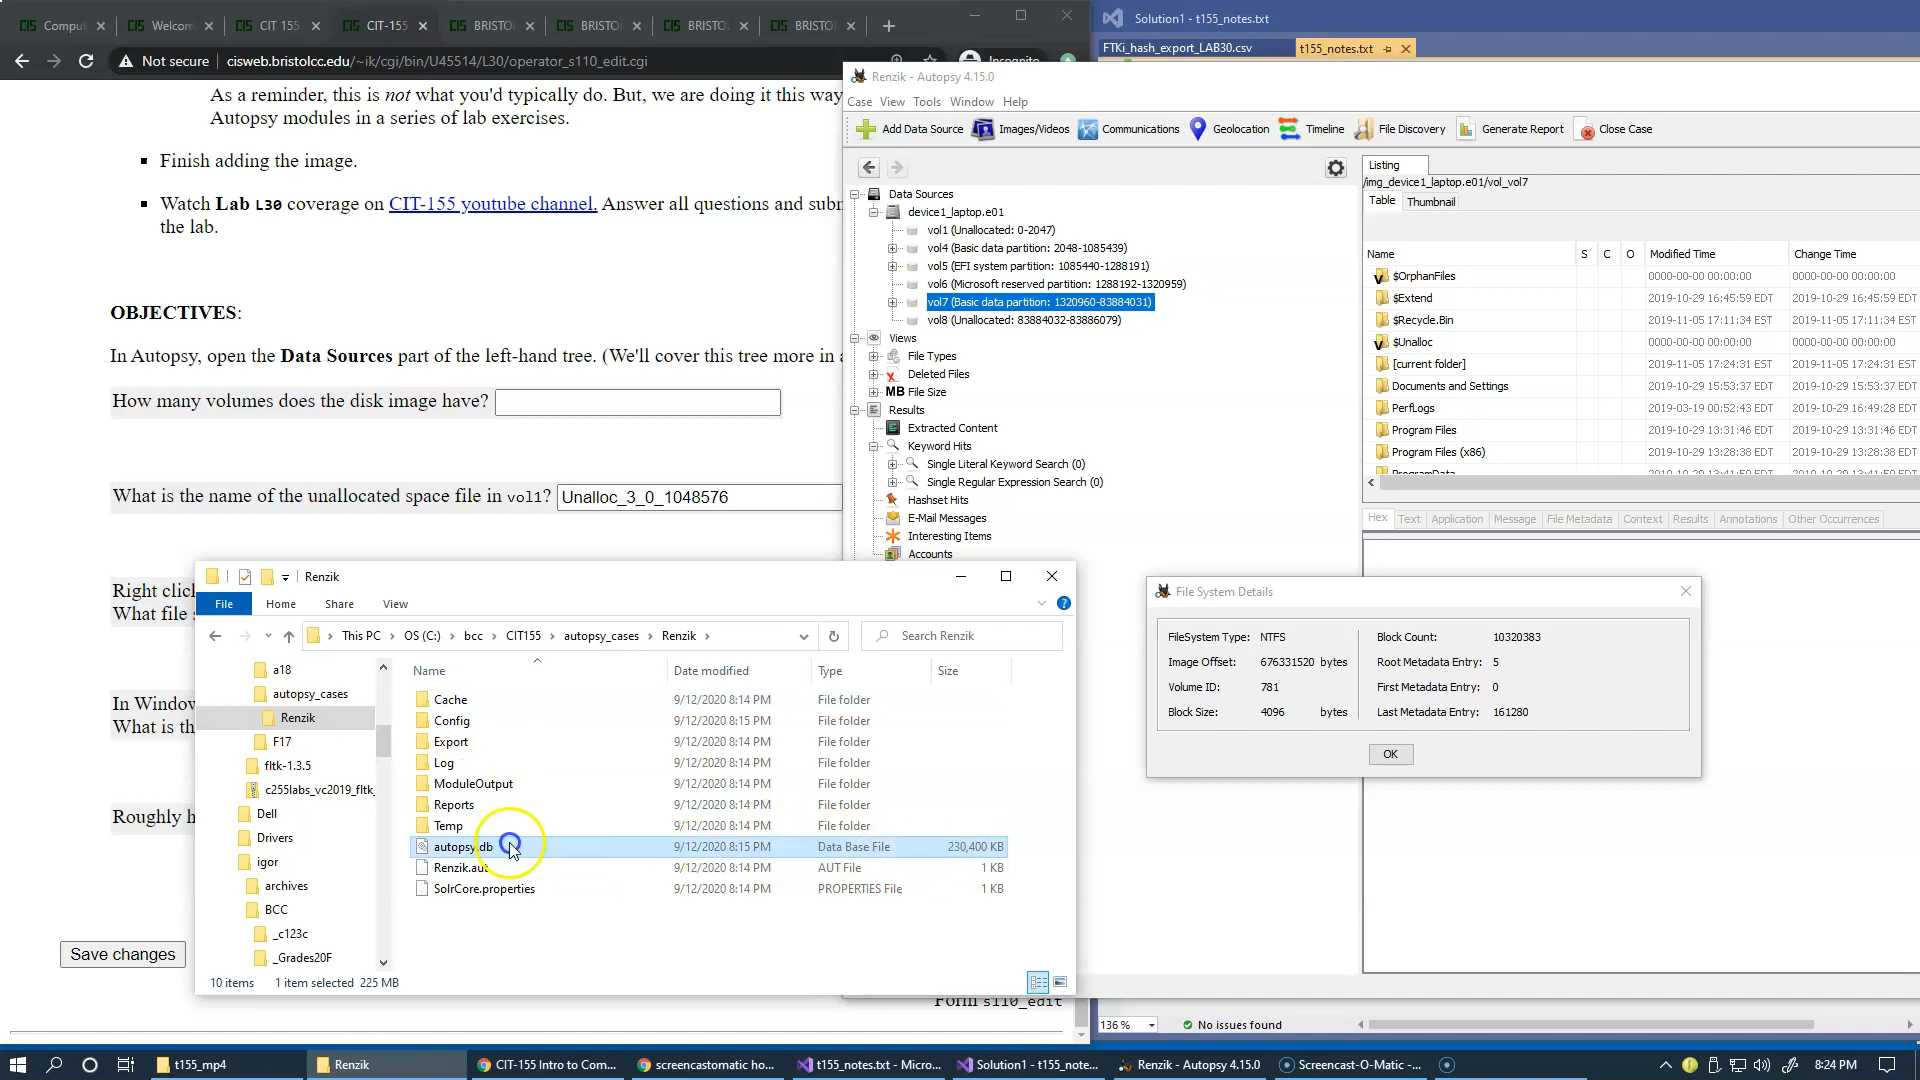 Comput
Welcom
CIT 155
CIT-155
BRISTO
BRISTO
BRISTO
BRISTO
Not secure
cisweb.bristolcc.edu/~ik/cgi/bin/U45514/L30/operator_s110_edit.cgi
As a reminder, this is not what you'd typically do. But, we are doing it this way
Autopsy modules in a series of lab exercises.
Finish adding the image.
Watch Lab L30 coverage on CIT-155 youtube channel. Answer all questions and subm
the lab.
OBJECTIVES:
In Autopsy, open the Data Sources part of the left-hand tree. (We'll cover this tree more in a
How many volumes does the disk image have?
What is the name of the unallocated space file in vol1? Unalloc_3_0_1048576
Right click
What file s
In Window
What is th
Roughly h
Save changes
Form s110_edit
Solution1 - t155_notes.txt
FTKi_hash_export_LAB30.csv
t155_notes.txt
Renzik - Autopsy 4.15.0
Case View Tools Window Help
Add Data Source
Images/Videos
Communications
Geolocation
Timeline
File Discovery
Generate Report
Close Case
Data Sources
device1_laptop.e01
vol1 (Unallocated: 0-2047)
vol4 (Basic data partition: 2048-1085439)
vol5 (EFI system partition: 1085440-1288191)
vol6 (Microsoft reserved partition: 1288192-1320959)
vol7 (Basic data partition: 1320960-83884031)
vol8 (Unallocated: 83884032-83886079)
Views
File Types
Deleted Files
MB File Size
Results
Extracted Content
Keyword Hits
Single Literal Keyword Search (0)
Single Regular Expression Search (0)
Hashset Hits
E-Mail Messages
Interesting Items
Accounts
Listing
/img_device1_laptop.e01/vol_vol7
Table Thumbnail
Name S C O Modified Time Change Time
$OrphanFiles 0000-00-00 00:00:00 0000-00-00 00:00:00
$Extend 2019-10-29 16:45:59 EDT 2019-10-29 16:45:59 EDT
$Recycle.Bin 2019-11-05 17:11:34 EST 2019-11-05 17:11:34 EST
$Unalloc 0000-00-00 00:00:00 0000-00-00 00:00:00
[current folder] 2019-11-05 17:24:31 EST 2019-11-05 17:24:31 EST
Documents and Settings 2019-10-29 15:53:37 EDT 2019-10-29 15:53:37 EDT
PerfLogs 2019-03-19 00:52:43 EDT 2019-10-29 16:49:28 EDT
Program Files 2019-10-29 13:31:46 EDT 2019-10-29 13:31:46 EDT
Program Files (x86) 2019-10-29 13:28:38 EDT 2019-10-29 13:28:38 EDT
Hex Text Application Message File Metadata Context Results Annotations Other Occurrences
Renzik
File Home Share View
This PC OS (C:) bcc CIT155 autopsy_cases Renzik
Search Renzik
a18
autopsy_cases
Renzik
F17
fltk-1.3.5
c255labs_vc2019_fltk_
Dell
Drivers
igor
archives
BCC
_c123c
_Grades20F
Name Date modified Type Size
Cache 9/12/2020 8:14 PM File folder
Config 9/12/2020 8:15 PM File folder
Export 9/12/2020 8:14 PM File folder
Log 9/12/2020 8:14 PM File folder
ModuleOutput 9/12/2020 8:14 PM File folder
Reports 9/12/2020 8:14 PM File folder
Temp 9/12/2020 8:14 PM File folder
autopsy.db 9/12/2020 8:15 PM Data Base File 230,400 KB
Renzik.aut 9/12/2020 8:14 PM AUT File 1 KB
SolrCore.properties 9/12/2020 8:14 PM PROPERTIES File 1 KB
10 items 1 item selected 225 MB
File System Details
FileSystem Type: NTFS Block Count: 10320383
Image Offset: 676331520 bytes Root Metadata Entry: 5
Volume ID: 781 First Metadata Entry: 0
Block Size: 4096 bytes Last Metadata Entry: 161280
OK
136 % No issues found
t155_mp4
Renzik
CIT-155 Intro to Com...
screencastomatic ho...
t155_notes.txt - Micro...
Solution1 - t155_note...
Renzik - Autopsy 4.15.0
Screencast-O-Matic -...
8:24 PM